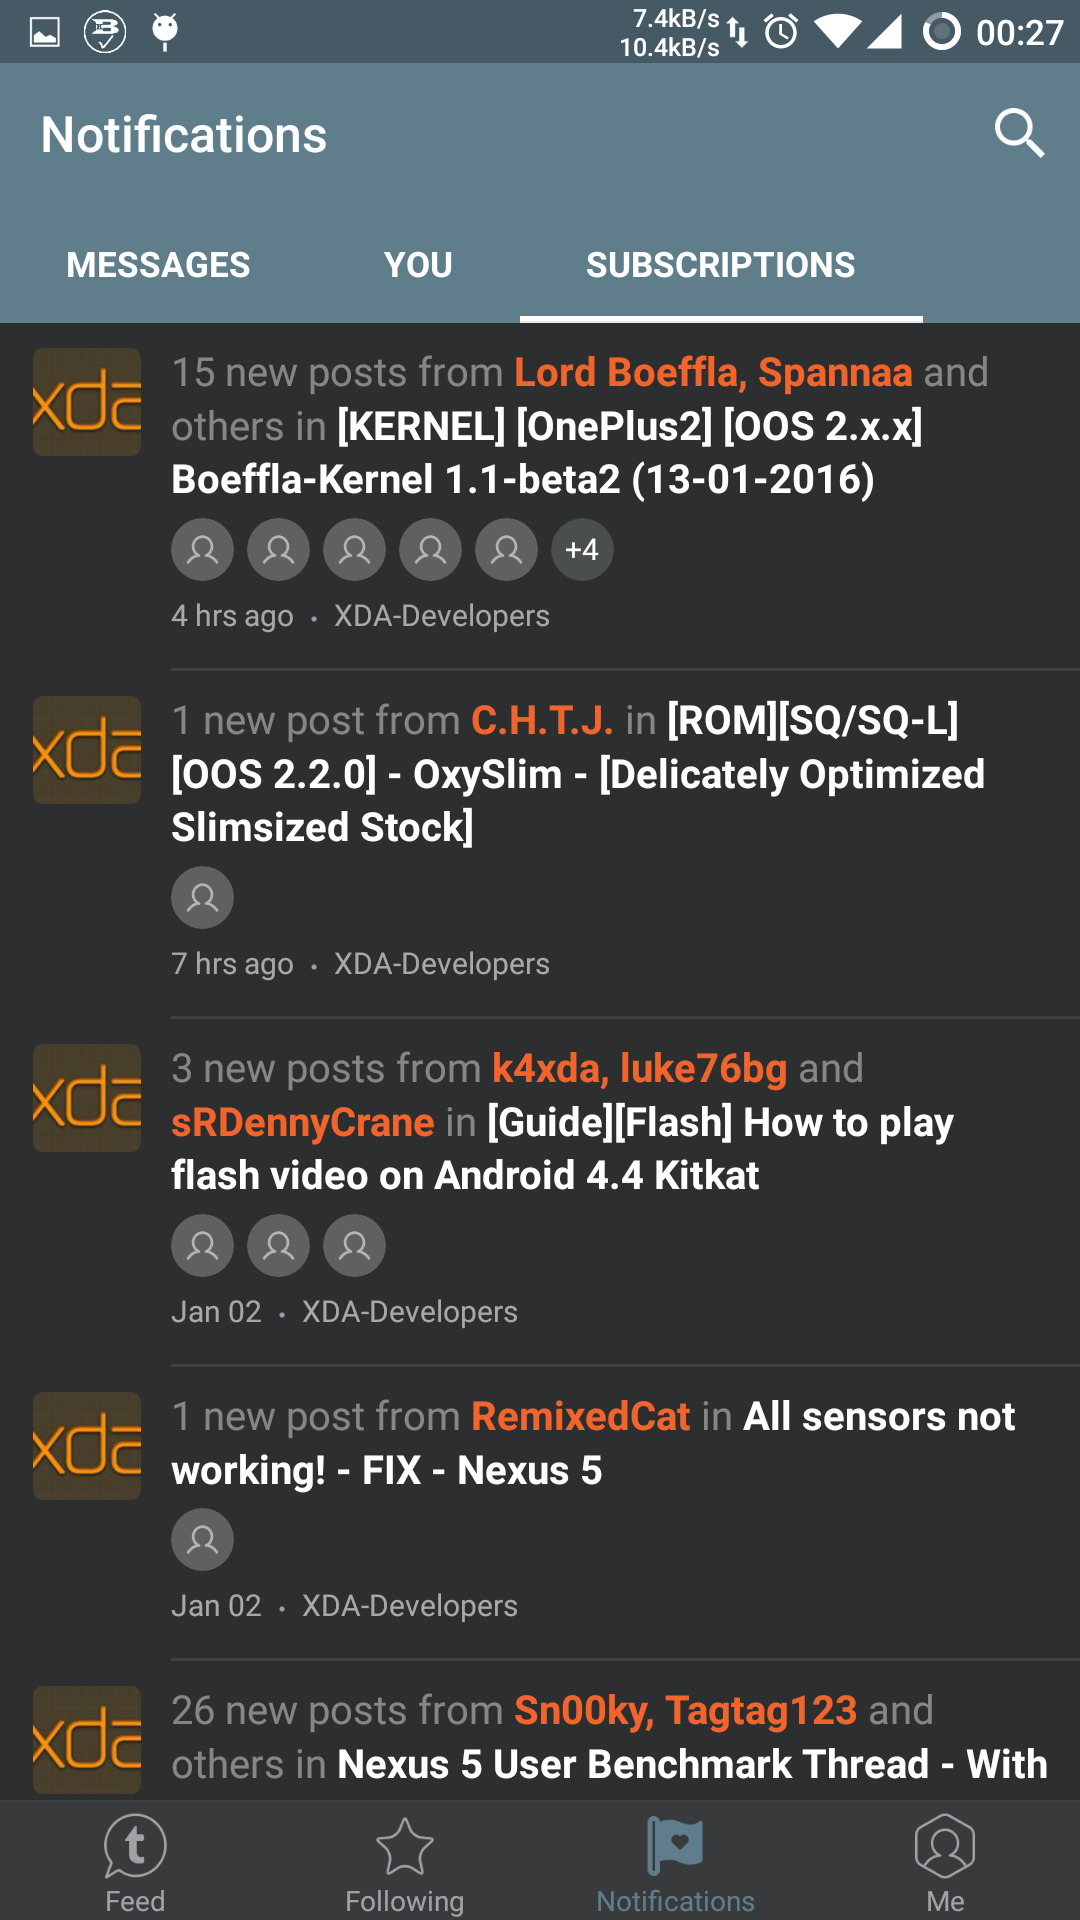 7.4kB/s
10.4kB/s
00:27
Notifications
MESSAGES YOU SUBSCRIPTIONS
xda
15 new posts from Lord Boeffla, Spannaa and
others in [KERNEL] [OnePlus2] [OOS 2.x.x]
Boeffla-Kernel 1.1-beta2 (13-01-2016)
+4
4 hrs ago · XDA-Developers
xda
1 new post from C.H.T.J. in [ROM][SQ/SQ-L]
[OOS 2.2.0] - OxySlim - [Delicately Optimized
Slimsized Stock]
7 hrs ago · XDA-Developers
xda
3 new posts from k4xda, luke76bg and
sRDennyCrane in [Guide][Flash] How to play
flash video on Android 4.4 Kitkat
Jan 02 · XDA-Developers
xda
1 new post from RemixedCat in All sensors not
working! - FIX - Nexus 5
Jan 02 · XDA-Developers
xda
26 new posts from Sn00ky, Tagtag123 and
others in Nexus 5 User Benchmark Thread - With
Feed Following Notifications Me